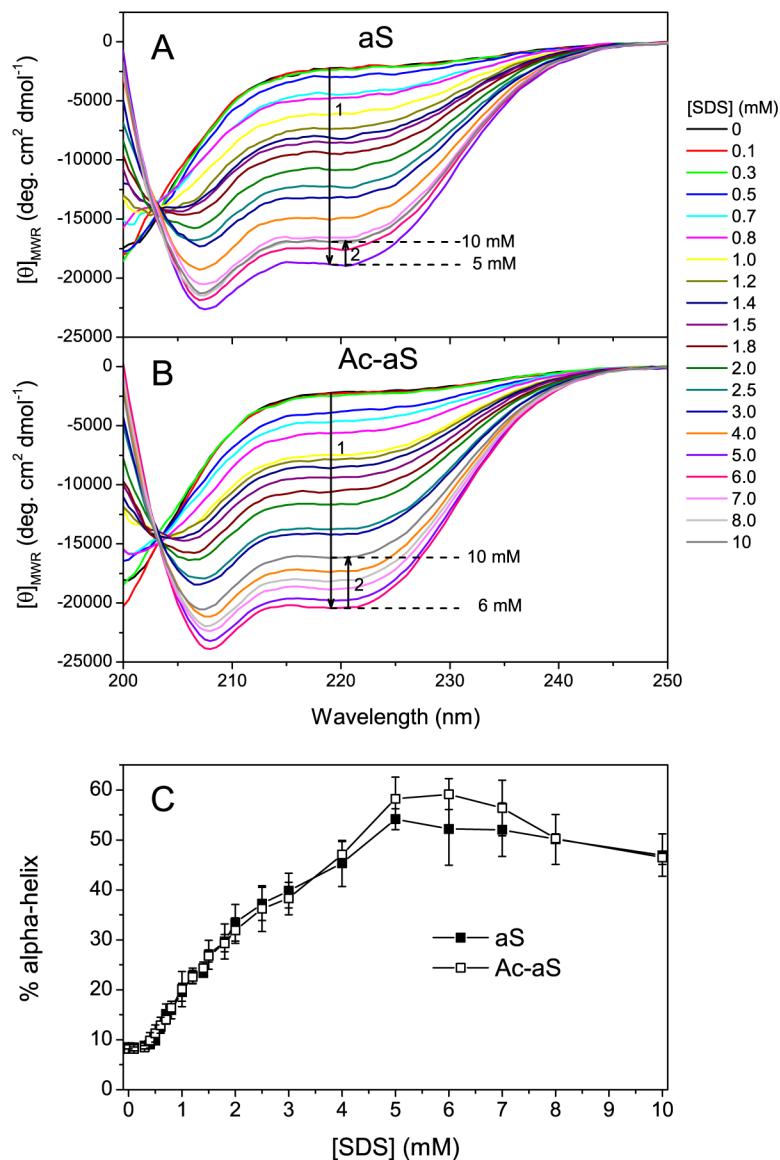 A
aS
[θ]MWR (deg. cm² dmol⁻¹)
0
-5000
-10000
-15000
-20000
-25000
1
2
10 mM
5 mM
[SDS] (mM)
0
0.1
0.3
0.5
0.7
0.8
1.0
1.2
1.4
1.5
1.8
2.0
2.5
3.0
4.0
5.0
6.0
7.0
8.0
10
B
Ac-aS
[θ]MWR (deg. cm² dmol⁻¹)
0
-5000
-10000
-15000
-20000
-25000
1
2
10 mM
6 mM
200 210 220 230 240 250
Wavelength (nm)
C
% alpha-helix
60
50
40
30
20
10
0
aS
Ac-aS
0 1 2 3 4 5 6 7 8 9 10
[SDS] (mM)